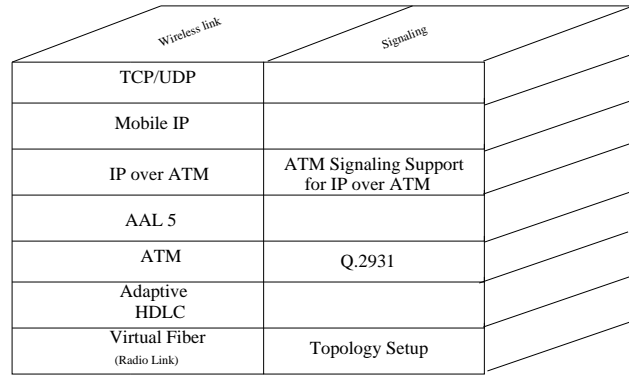 Wireless link
Signaling
TCP/UDP
Mobile IP
IP over ATM
ATM Signaling Support
for IP over ATM
AAL 5
ATM
Q.2931
Adaptive
HDLC
Virtual Fiber
(Radio Link)
Topology Setup